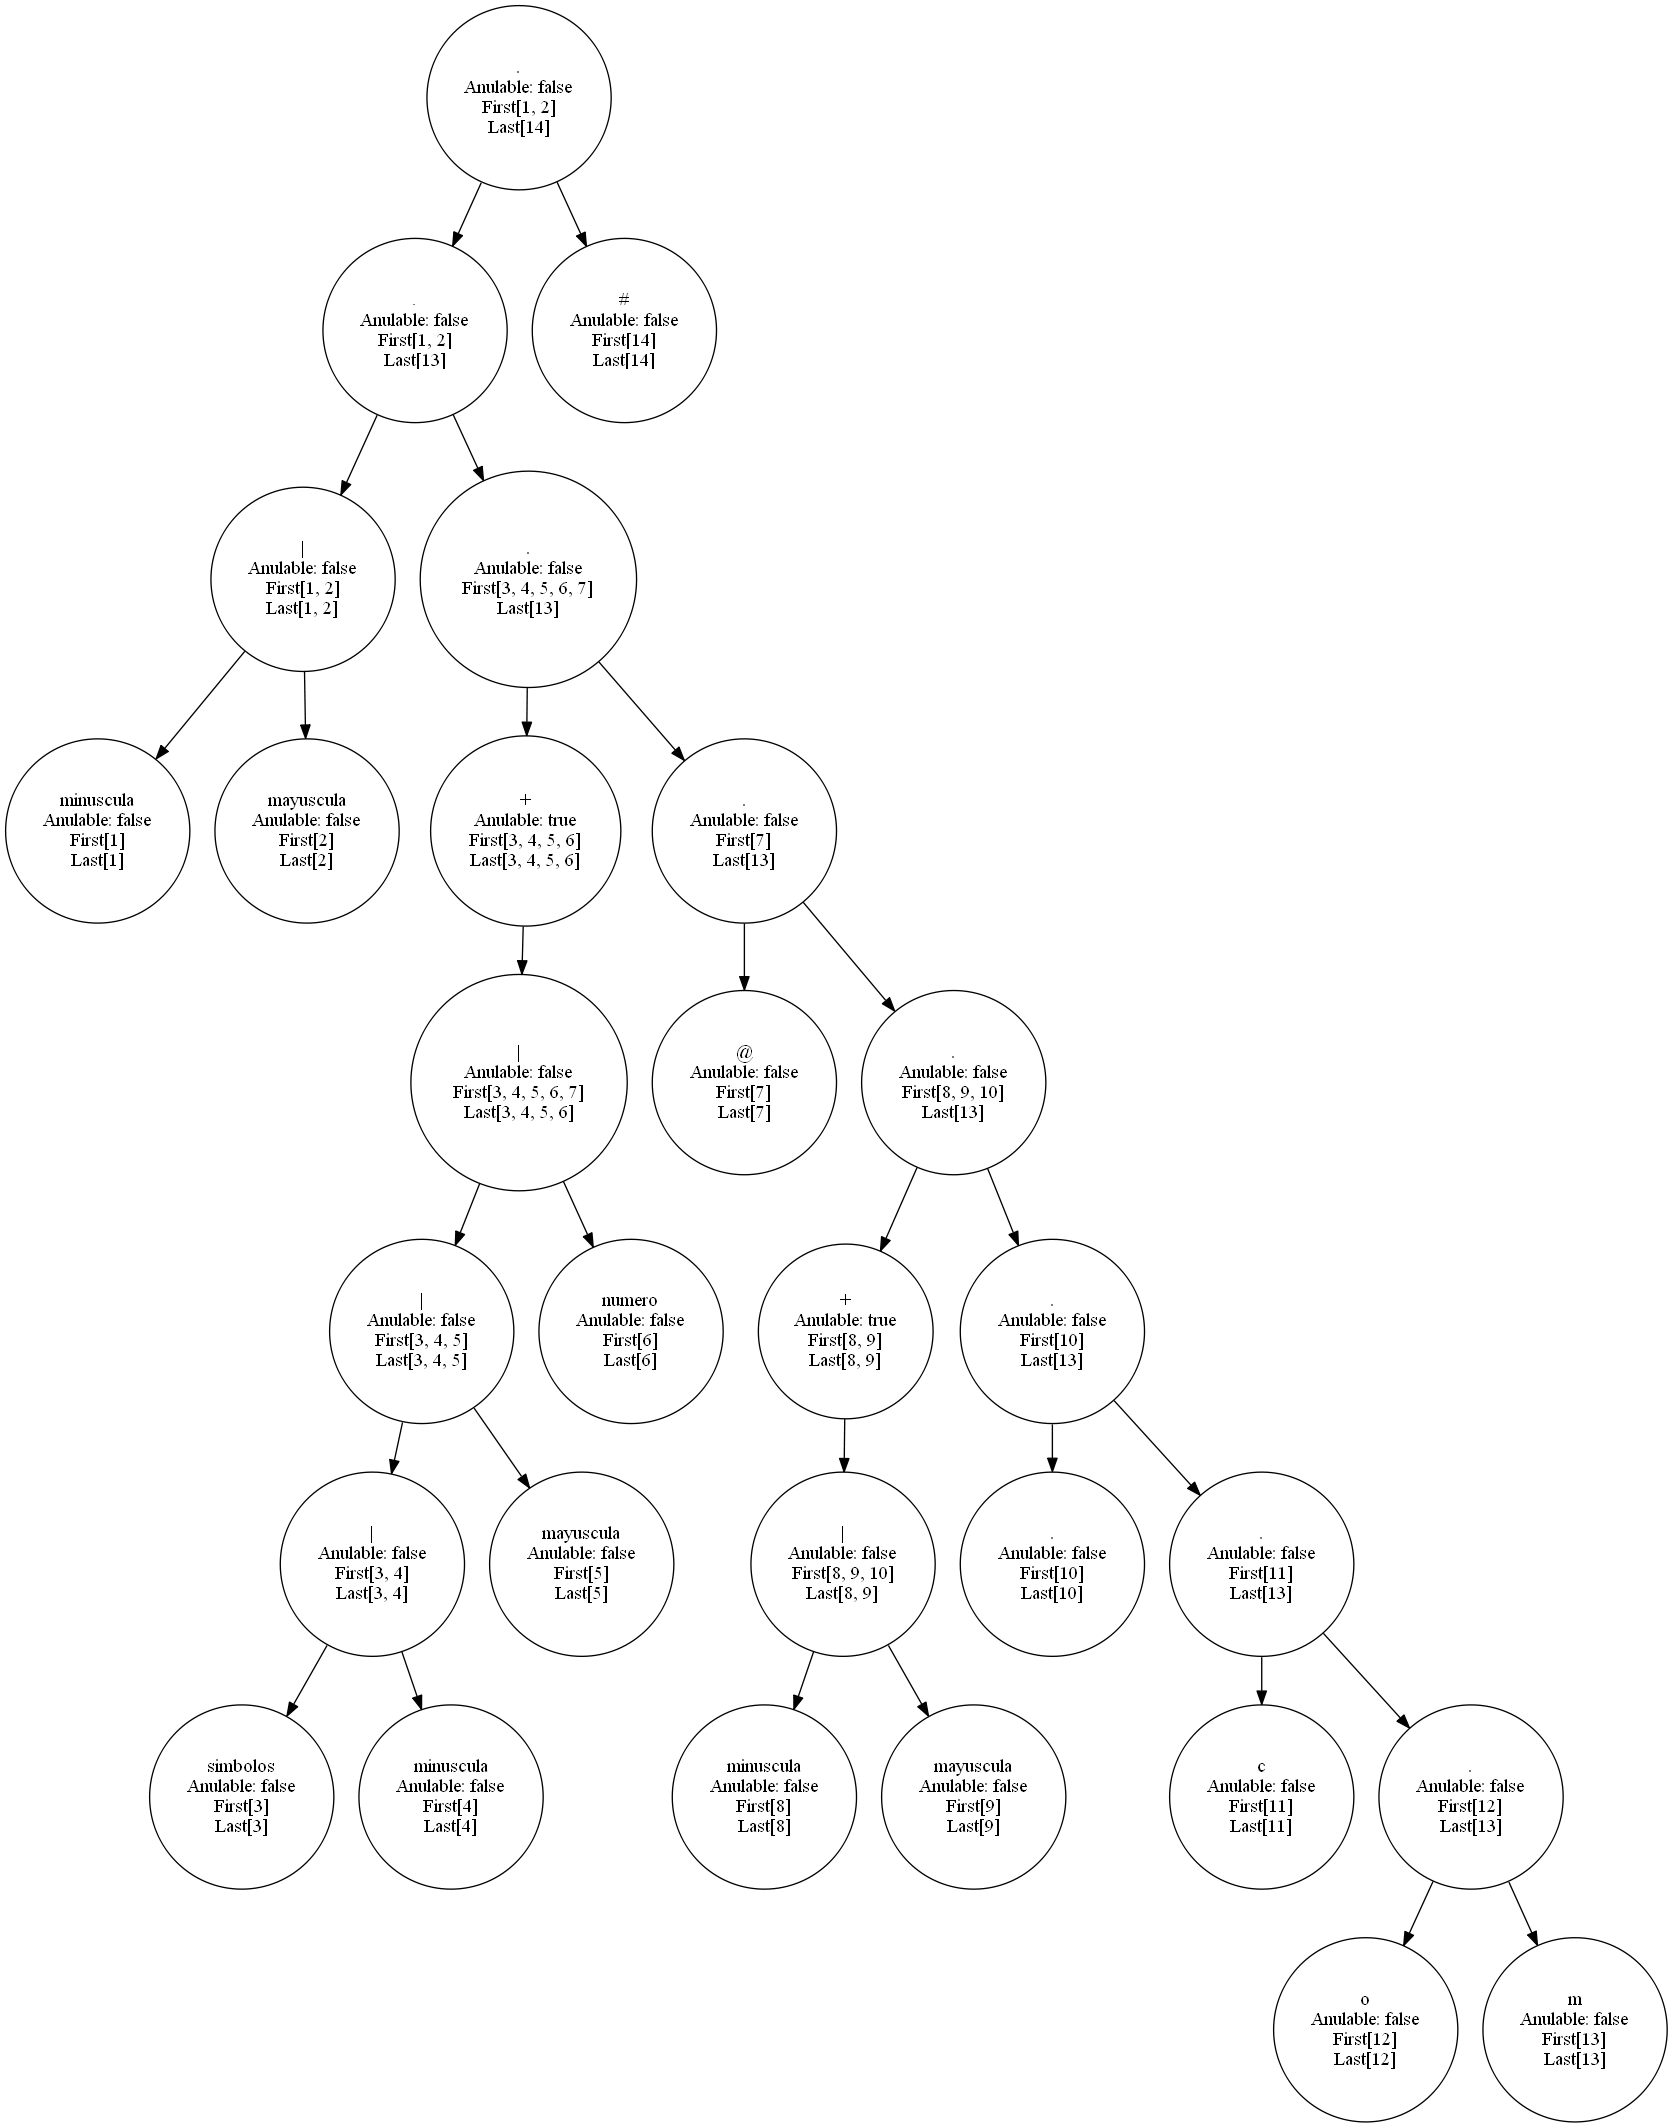 .
Anulable: false
First[1, 2]
Last[14]
.
Anulable: false
First[1, 2]
Last[13]
#
Anulable: false
First[14]
Last[14]
|
Anulable: false
First[1, 2]
Last[1, 2]
.
Anulable: false
First[3, 4, 5, 6, 7]
Last[13]
minuscula
Anulable: false
First[1]
Last[1]
mayuscula
Anulable: false
First[2]
Last[2]
+
Anulable: true
First[3, 4, 5, 6]
Last[3, 4, 5, 6]
.
Anulable: false
First[7]
Last[13]
|
Anulable: false
First[3, 4, 5, 6, 7]
Last[3, 4, 5, 6]
@
Anulable: false
First[7]
Last[7]
.
Anulable: false
First[8, 9, 10]
Last[13]
|
Anulable: false
First[3, 4, 5]
Last[3, 4, 5]
numero
Anulable: false
First[6]
Last[6]
+
Anulable: true
First[8, 9]
Last[8, 9]
.
Anulable: false
First[10]
Last[13]
|
Anulable: false
First[3, 4]
Last[3, 4]
mayuscula
Anulable: false
First[5]
Last[5]
|
Anulable: false
First[8, 9, 10]
Last[8, 9]
.
Anulable: false
First[10]
Last[10]
.
Anulable: false
First[11]
Last[13]
simbolos
Anulable: false
First[3]
Last[3]
minuscula
Anulable: false
First[4]
Last[4]
minuscula
Anulable: false
First[8]
Last[8]
mayuscula
Anulable: false
First[9]
Last[9]
c
Anulable: false
First[11]
Last[11]
.
Anulable: false
First[12]
Last[13]
o
Anulable: false
First[12]
Last[12]
m
Anulable: false
First[13]
Last[13]